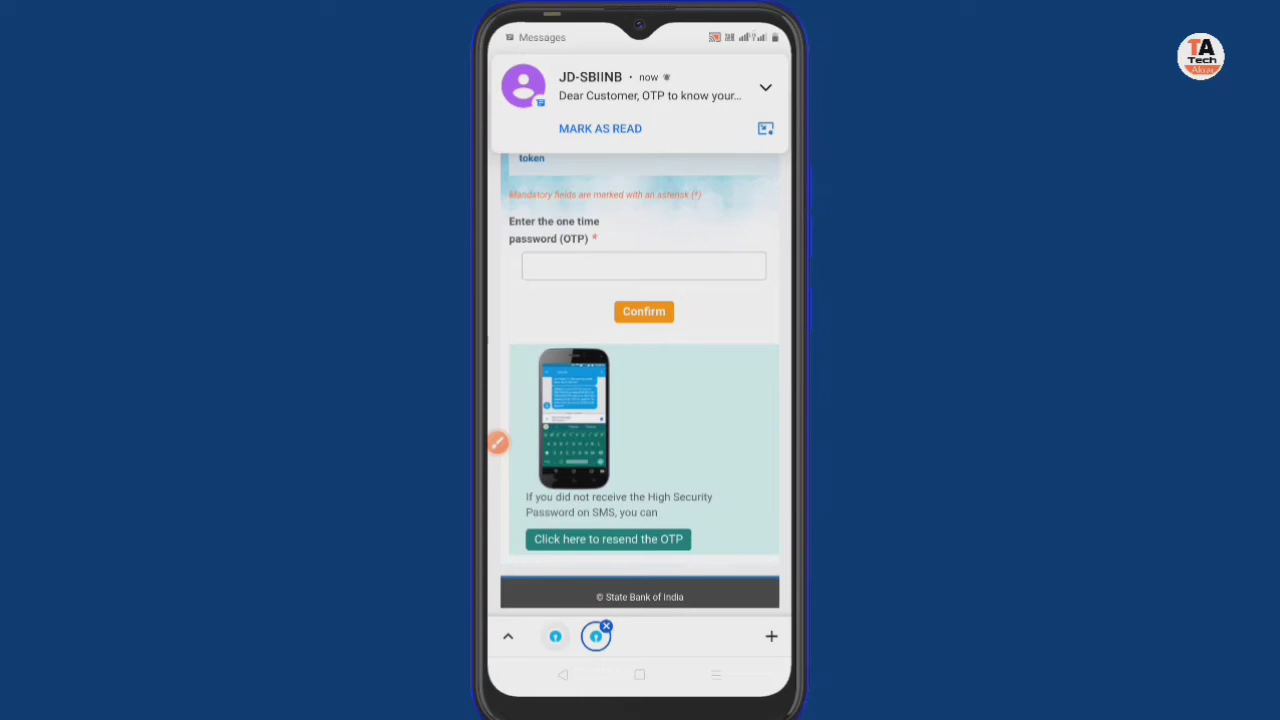 Messages
JD-SBIINB • now
Dear Customer, OTP to know your...
MARK AS READ
token
Mandatory fields are marked with an asterisk (*)
Enter the one time
password (OTP) *
Confirm
If you did not receive the High Security
Password on SMS, you can
Click here to resend the OTP
© State Bank of India
TA
Tech